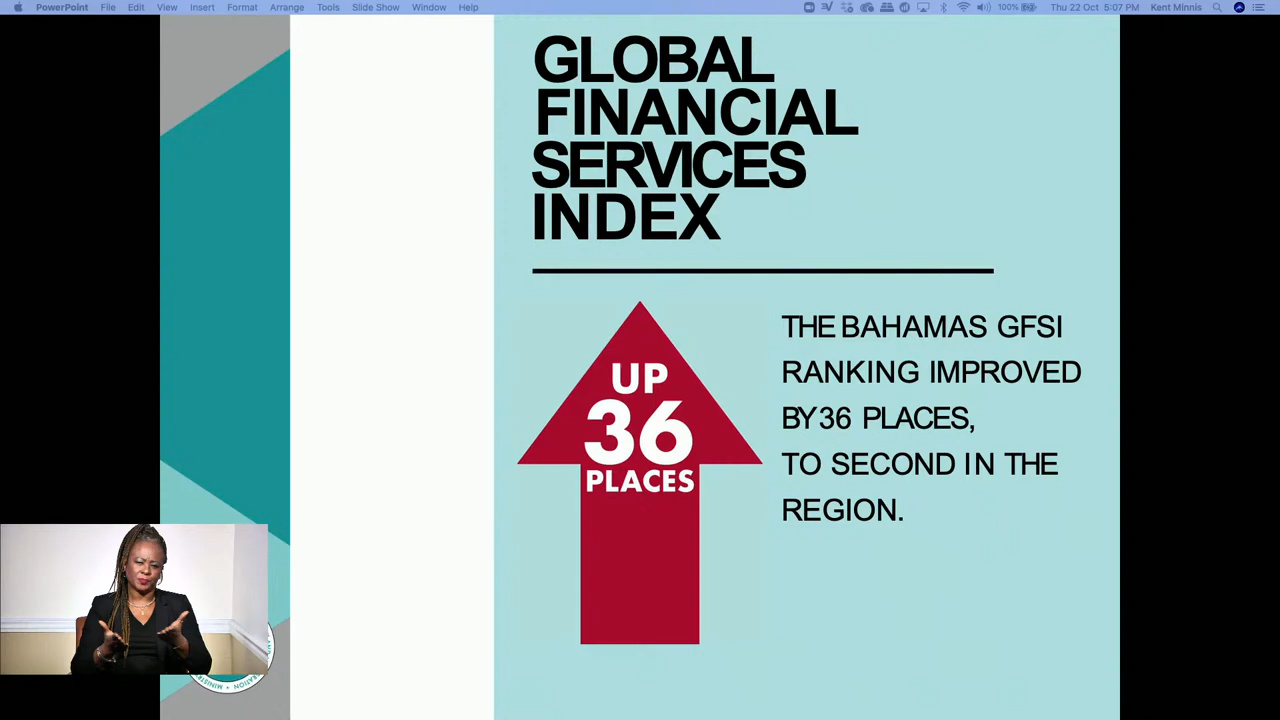 PowerPoint File Edit View Insert Format Arrange Tools Slide Show Window Help 100% Thu 22 Oct 5:07 PM Kent Minnis
GLOBAL
FINANCIAL
SERVICES
INDEX
UP
36
PLACES
THE BAHAMAS GFSI
RANKING IMPROVED
BY 36 PLACES,
TO SECOND IN THE
REGION.